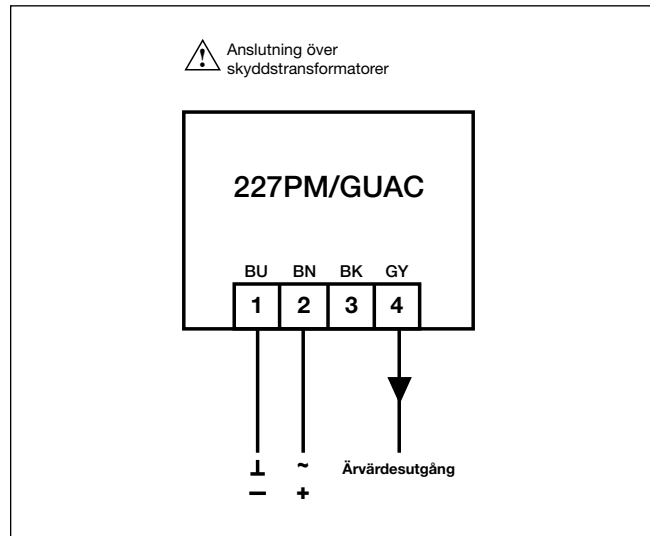 Anslutning över
skyddstransformatorer
227PM/GUAC
BU BN BK GY
1 2 3 4
⊥ ~ Ärvärdesutgång
– +